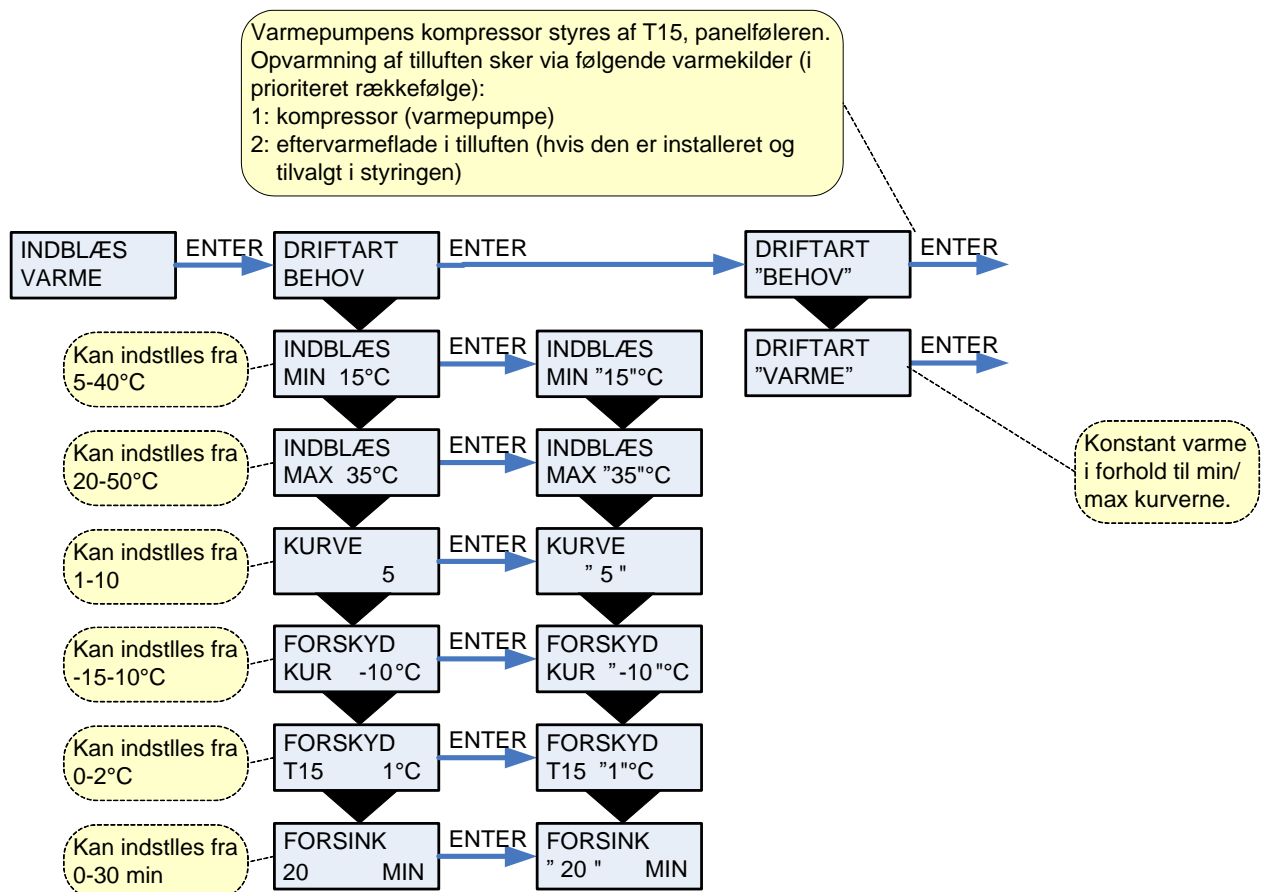 Varmepumpens kompressor styres af T15, panelføleren.
Opvarmning af tilluften sker via følgende varmekilder (i
prioriteret rækkefølge):
1: kompressor (varmepumpe)
2: eftervarmeflade i tilluften (hvis den er installeret og
tilvalgt i styringen)
INDBLÆS
VARME
ENTER
DRIFTART
BEHOV
ENTER
DRIFTART
"BEHOV"
ENTER
Kan indstlles fra
5-40°C
INDBLÆS
MIN 15°C
ENTER
INDBLÆS
MIN "15"°C
DRIFTART
"VARME"
ENTER
Kan indstlles fra
20-50°C
INDBLÆS
MAX 35°C
ENTER
INDBLÆS
MAX "35"°C
Konstant varme
i forhold til min/
max kurverne.
Kan indstlles fra
1-10
KURVE
5
ENTER
KURVE
" 5 "
Kan indstlles fra
-15-10°C
FORSKYD
KUR -10°C
ENTER
FORSKYD
KUR "-10"°C
Kan indstlles fra
0-2°C
FORSKYD
T15 1°C
ENTER
FORSKYD
T15 "1"°C
Kan indstlles fra
0-30 min
FORSINK
20 MIN
ENTER
FORSINK
" 20 " MIN